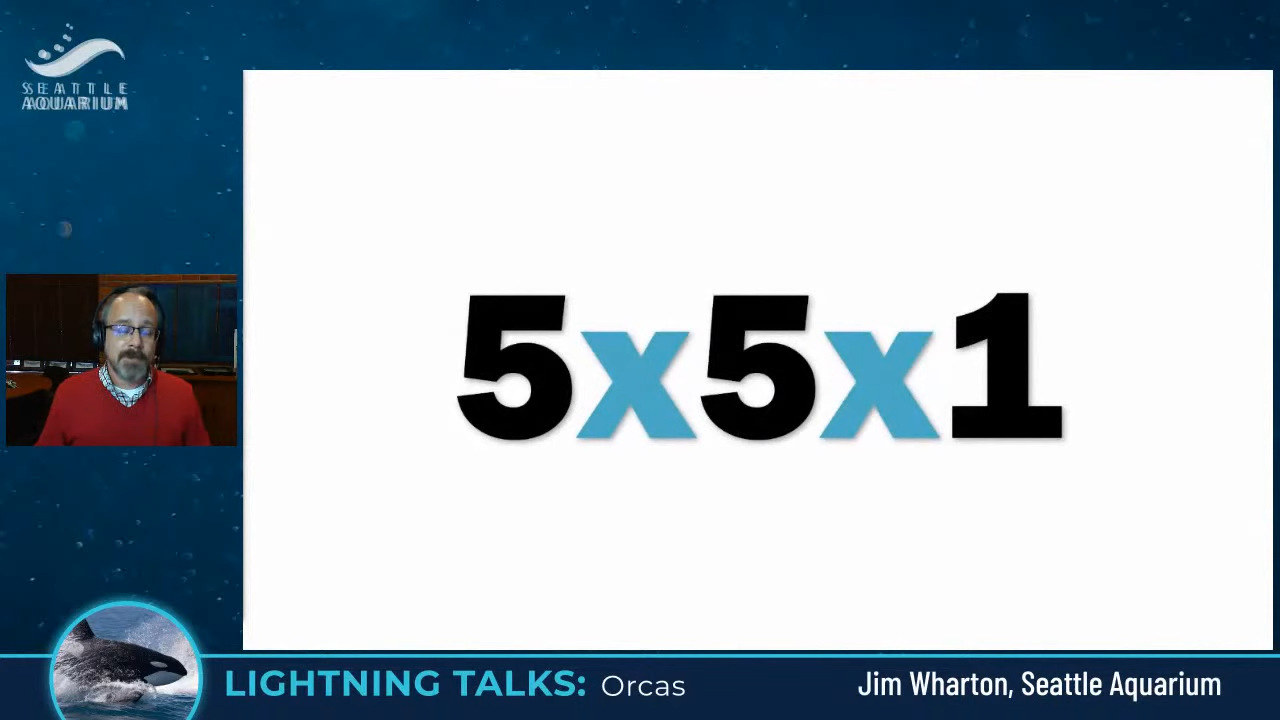 SEATTLE
AQUARIUM
5x5x1
LIGHTNING TALKS: Orcas
Jim Wharton, Seattle Aquarium